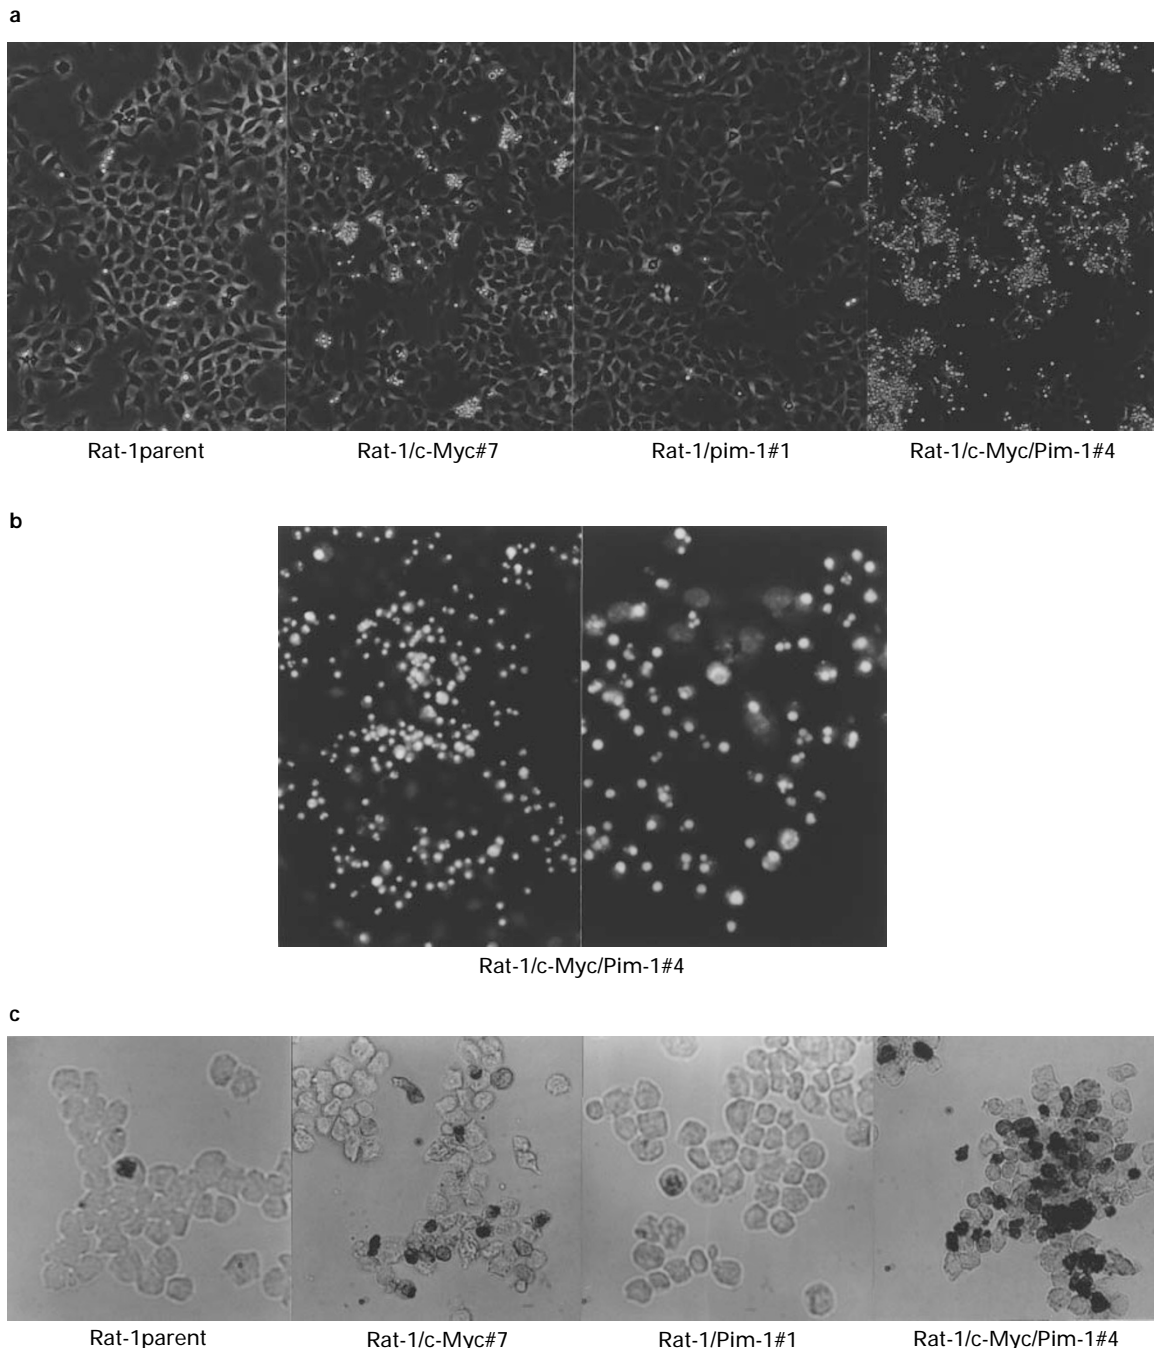 a
Rat-1parent Rat-1/c-Myc#7 Rat-1/pim-1#1 Rat-1/c-Myc/Pim-1#4
b
Rat-1/c-Myc/Pim-1#4
c
Rat-1parent Rat-1/c-Myc#7 Rat-1/Pim-1#1 Rat-1/c-Myc/Pim-1#4